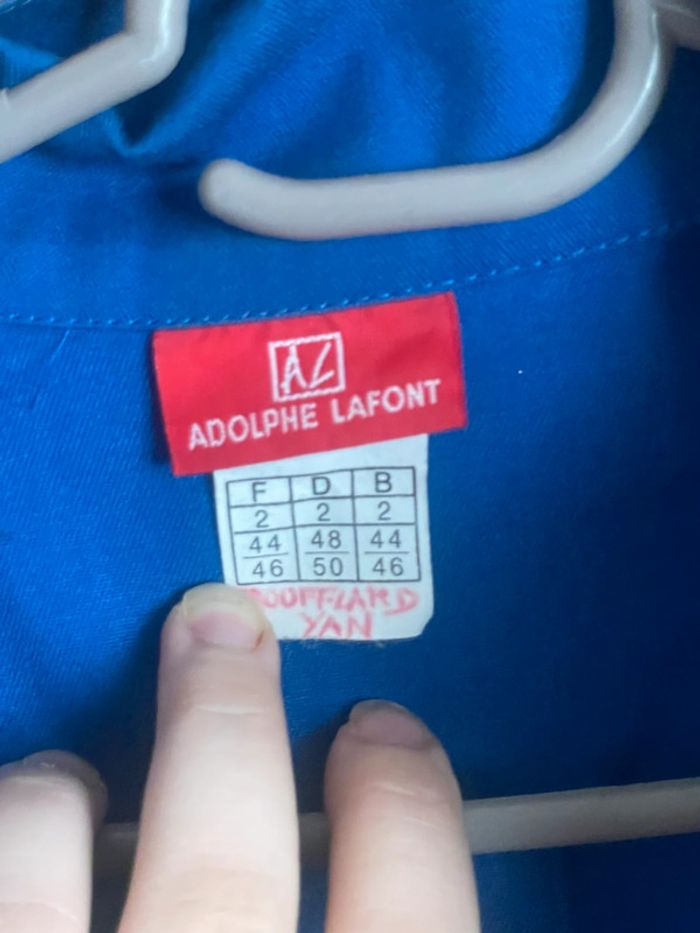 AL
ADOLPHE LAFONT
F D B
2 2 2
44 48 44
46 50 46
YAN